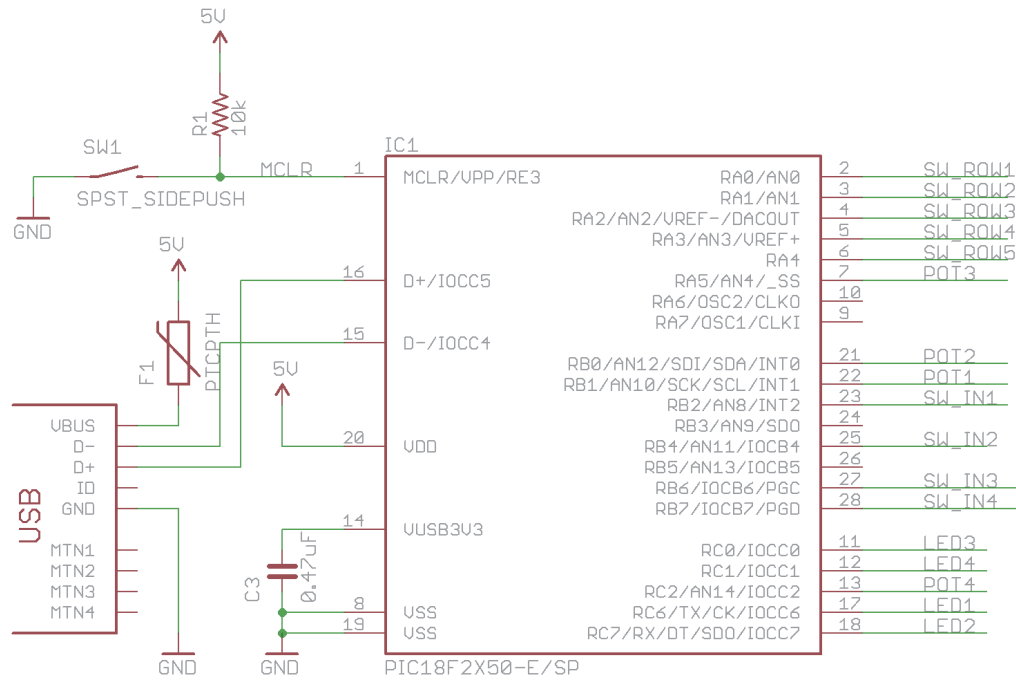 5V
R1
10k
SW1
SPST_SIDEPUSH
GND
MCLR
IC1
1
MCLR/VPP/RE3
16
D+/IOCC5
15
D-/IOCC4
20
VDD
14
VUSB3V3
8
VSS
19
VSS
5V
F1
PTCPTH
5V
C3
0.47uF
GND
USB
VBUS
D-
D+
ID
GND
MTN1
MTN2
MTN3
MTN4
GND
RA0/AN0 2 SW_ROW1
RA1/AN1 3 SW_ROW2
RA2/AN2/VREF-/DACOUT 4 SW_ROW3
RA3/AN3/VREF+ 5 SW_ROW4
RA4 6 SW_ROW5
RA5/AN4/_SS 7 POT3
RA6/OSC2/CLKO 10
RA7/OSC1/CLKI 9
RB0/AN12/SDI/SDA/INT0 21 POT2
RB1/AN10/SCK/SCL/INT1 22 POT1
RB2/AN8/INT2 23 SW_IN1
RB3/AN9/SDO 24
RB4/AN11/IOCB4 25 SW_IN2
RB5/AN13/IOCB5 26
RB6/IOCB6/PGC 27 SW_IN3
RB7/IOCB7/PGD 28 SW_IN4
RC0/IOCC0 11 LED3
RC1/IOCC1 12 LED4
RC2/AN14/IOCC2 13 POT4
RC6/TX/CK/IOCC6 17 LED1
RC7/RX/DT/SDO/IOCC7 18 LED2
PIC18F2X50-E/SP